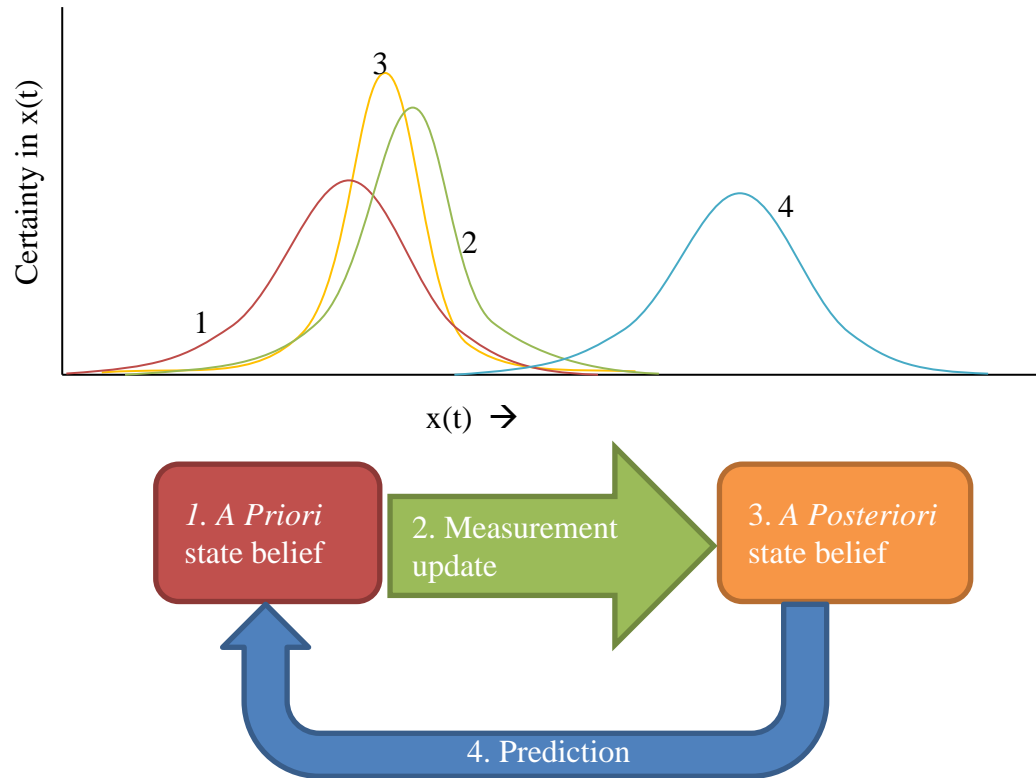 Certainty in x(t)
3
2
4
1
x(t) →
1. A Priori
state belief
2. Measurement
update
3. A Posteriori
state belief
4. Prediction